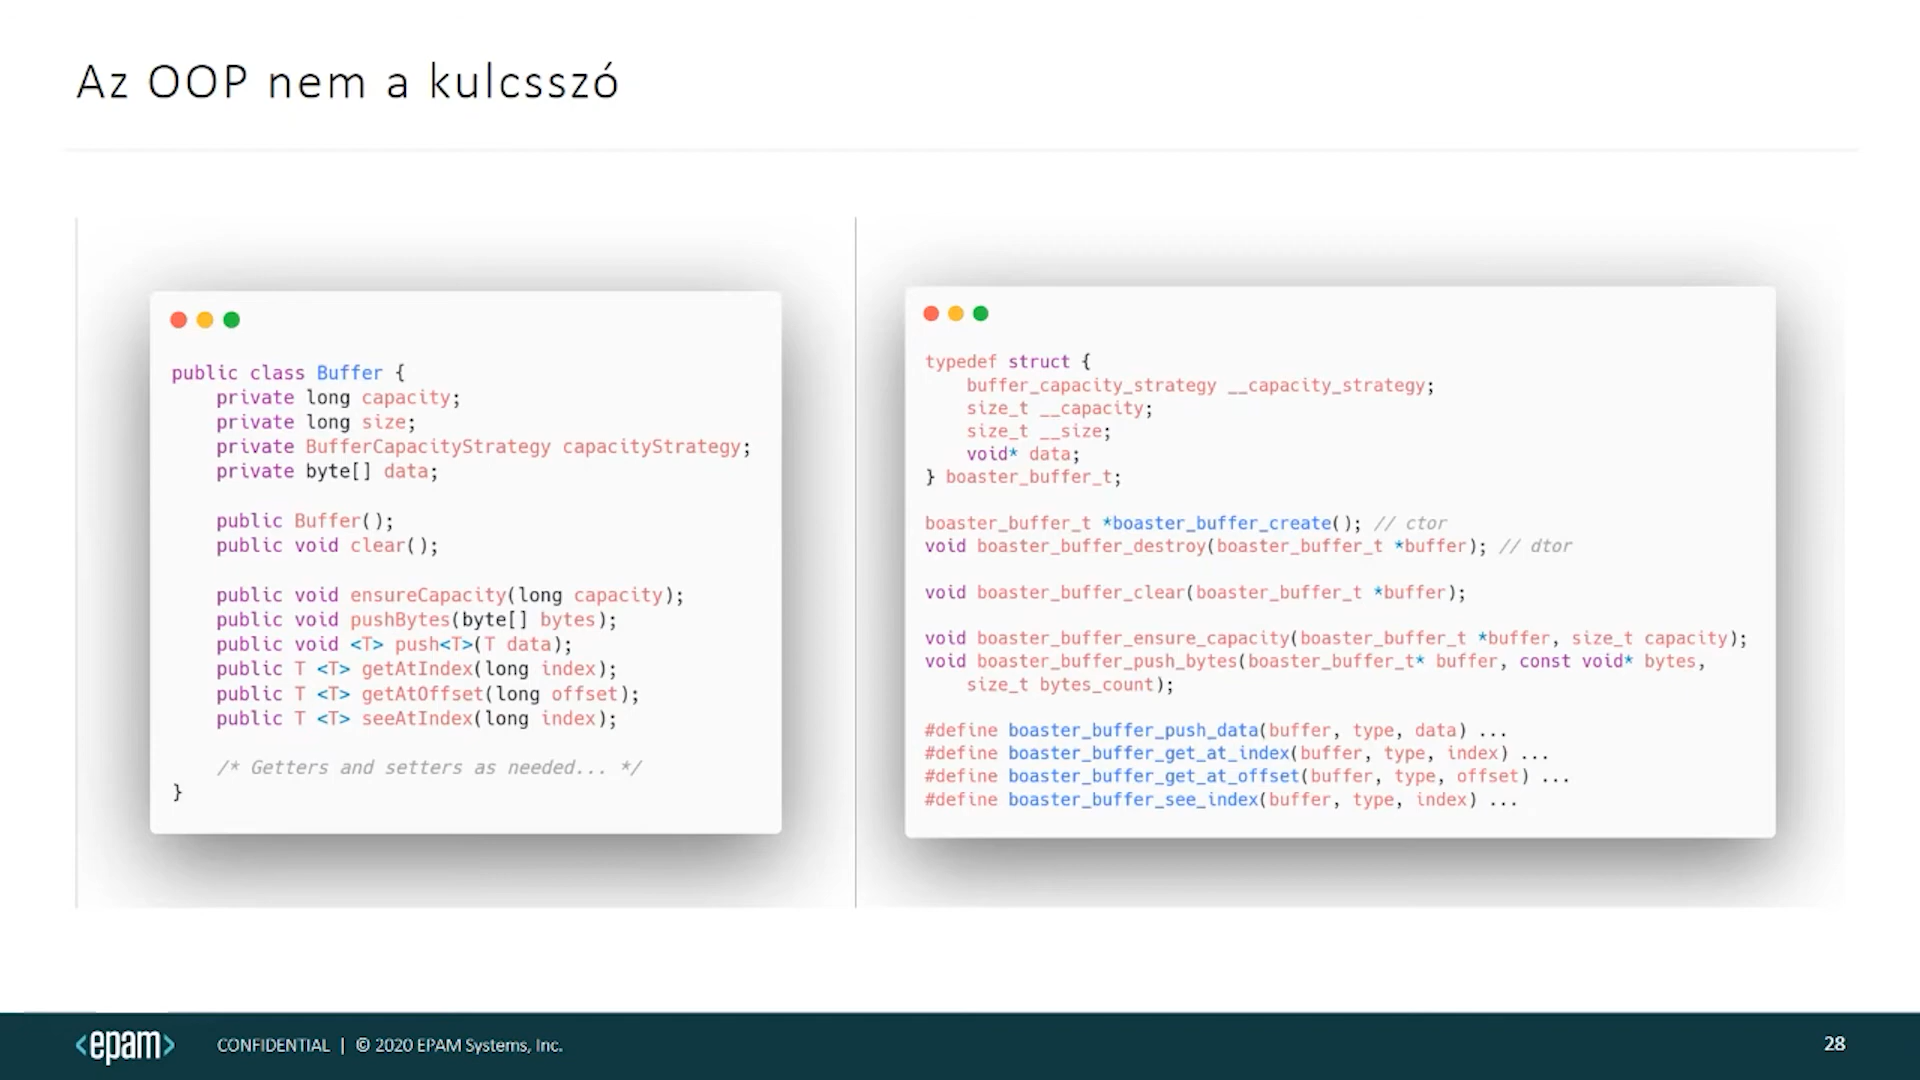 Az OOP nem a kulcsszó
public class Buffer {
private long capacity;
private long size;
private BufferCapacityStrategy capacityStrategy;
private byte[] data;
public Buffer();
public void clear();
public void ensureCapacity(long capacity);
public void pushBytes(byte[] bytes);
public void <T> push<T>(T data);
public T <T> getAtIndex(long index);
public T <T> getAtOffset(long offset);
public T <T> seeAtIndex(long index);
/* Getters and setters as needed... */
}
typedef struct {
buffer_capacity_strategy __capacity_strategy;
size_t __capacity;
size_t __size;
void* data;
} boaster_buffer_t;
boaster_buffer_t *boaster_buffer_create(); // ctor
void boaster_buffer_destroy(boaster_buffer_t *buffer); // dtor
void boaster_buffer_clear(boaster_buffer_t *buffer);
void boaster_buffer_ensure_capacity(boaster_buffer_t *buffer, size_t capacity);
void boaster_buffer_push_bytes(boaster_buffer_t* buffer, const void* bytes,
size_t bytes_count);
#define boaster_buffer_push_data(buffer, type, data) ...
#define boaster_buffer_get_at_index(buffer, type, index) ...
#define boaster_buffer_get_at_offset(buffer, type, offset) ...
#define boaster_buffer_see_index(buffer, type, index) ...
<epam> CONFIDENTIAL | © 2020 EPAM Systems, Inc. 28